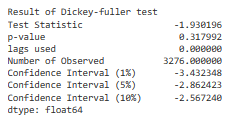 Result of Dickey-fuller test
Test Statistic -1.930196
p-value 0.317992
lags used 0.000000
Number of Observed 3276.000000
Confidence Interval (1%) -3.432348
Confidence Interval (5%) -2.862423
Confidence Interval (10%) -2.567240
dtype: float64